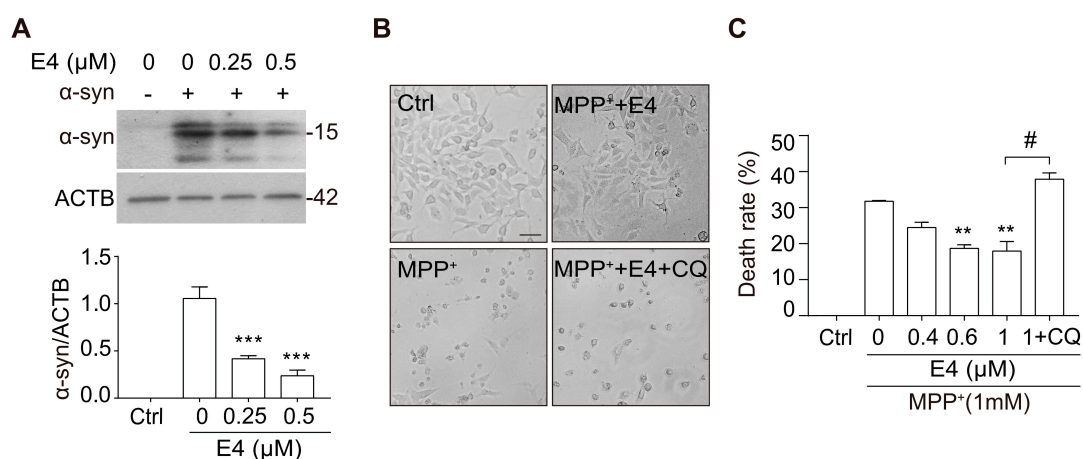 A
E4 (μM) 0 0 0.25 0.5
α-syn - + + +
α-syn -15
ACTB -42
α-syn/ACTB
1.5
1.0
0.5
0.0
Ctrl 0 0.25 0.5
E4 (μM)
*** ***
B
Ctrl
MPP⁺+E4
MPP⁺
MPP⁺+E4+CQ
C
Death rate (%)
50
40
30
20
10
0
** ** #
Ctrl 0 0.4 0.6 1 1+CQ
E4 (μM)
MPP⁺(1mM)